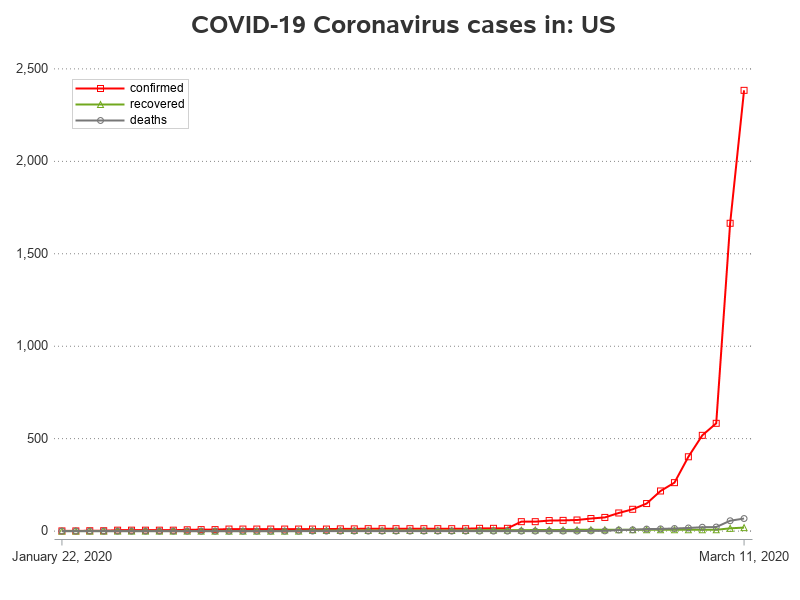 COVID-19 Coronavirus cases in: US
2,500
confirmed
recovered
deaths
2,000
1,500
1,000
500
0
January 22, 2020
March 11, 2020